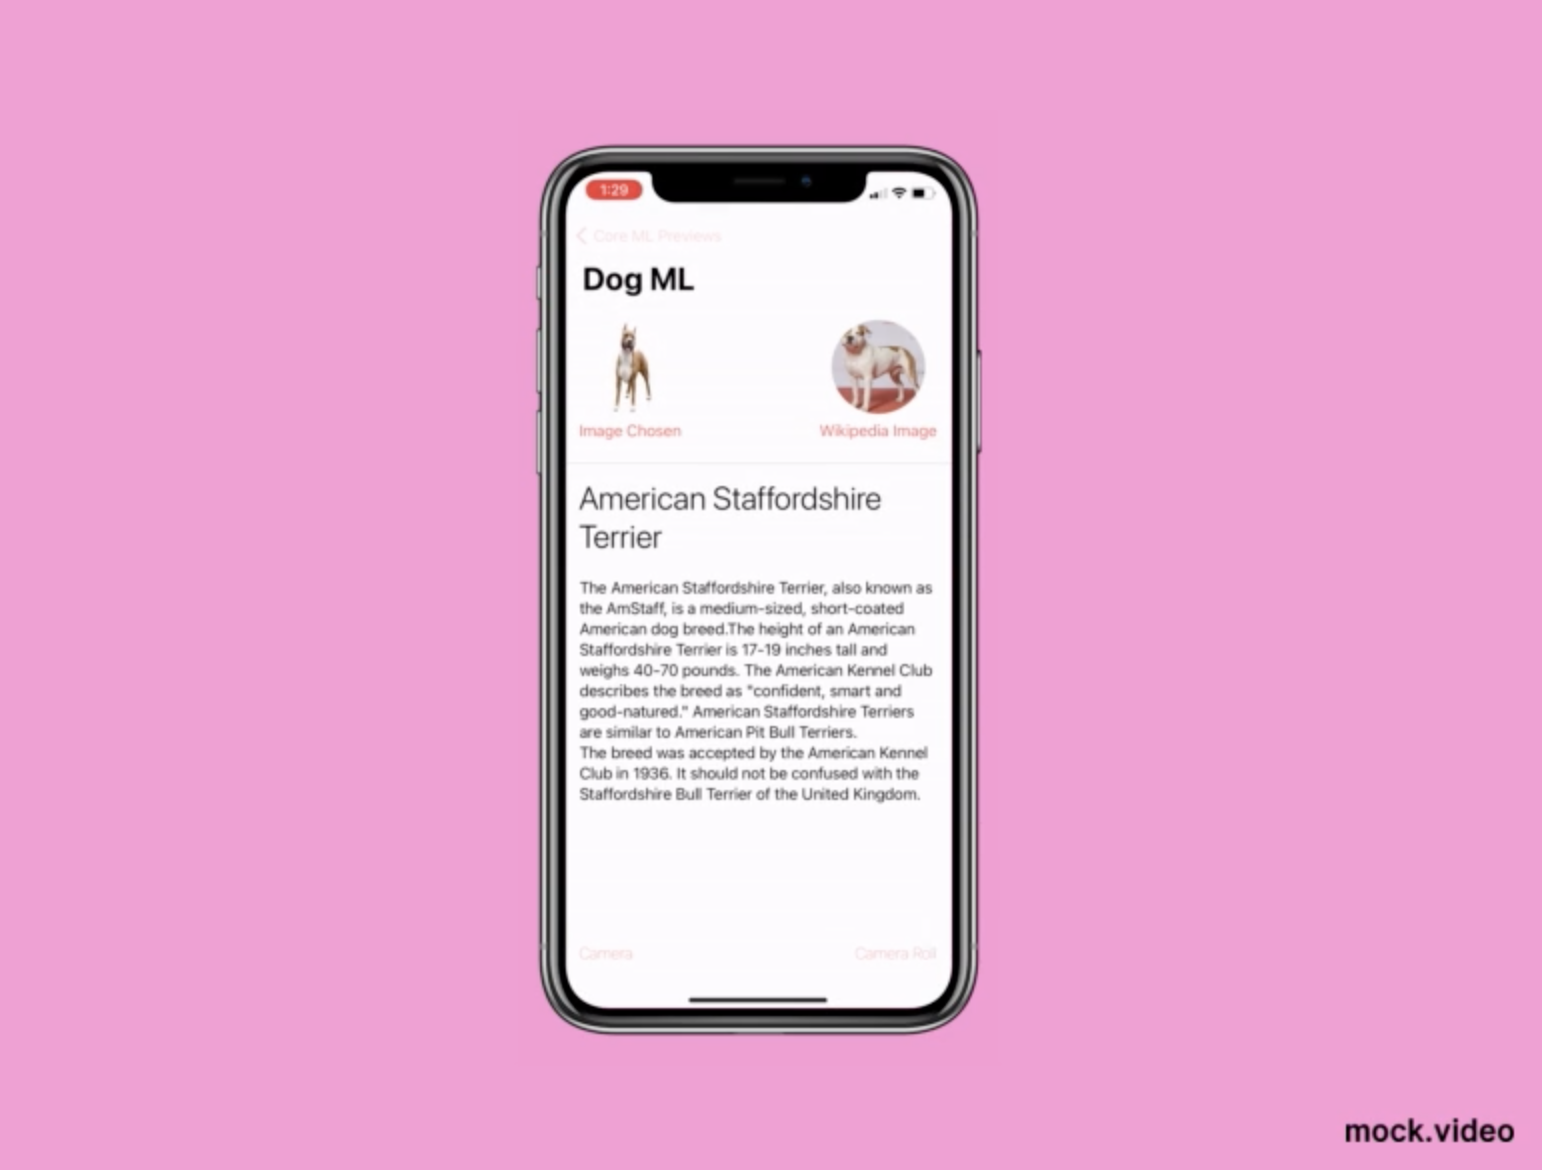 1:29
Core ML Previews
Dog ML
Image Chosen
Wikipedia Image
American Staffordshire
Terrier
The American Staffordshire Terrier, also known as
the AmStaff, is a medium-sized, short-coated
American dog breed.The height of an American
Staffordshire Terrier is 17-19 inches tall and
weighs 40-70 pounds. The American Kennel Club
describes the breed as "confident, smart and
good-natured." American Staffordshire Terriers
are similar to American Pit Bull Terriers.
The breed was accepted by the American Kennel
Club in 1936. It should not be confused with the
Staffordshire Bull Terrier of the United Kingdom.
Camera
Camera Roll
mock.video